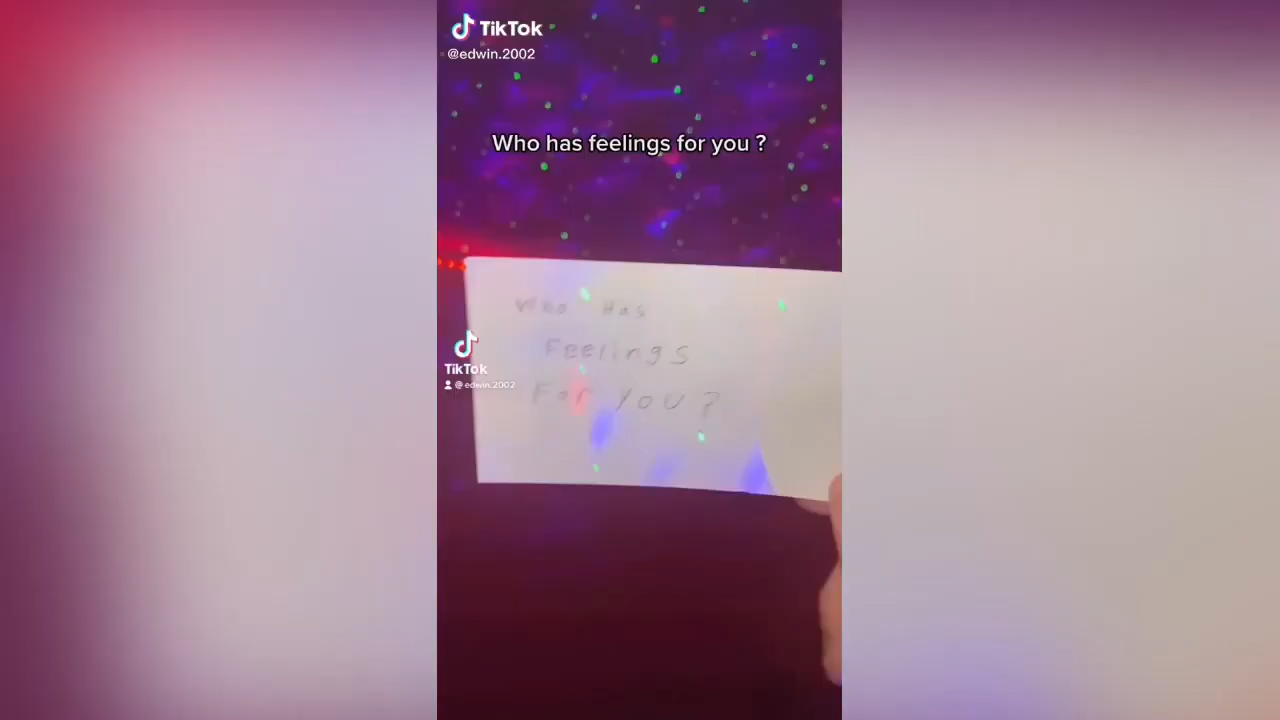 TikTok
@edwin.2002
Who has feelings for you ?
Who Has
Feelings
For you?
TikTok
@edwin.2002